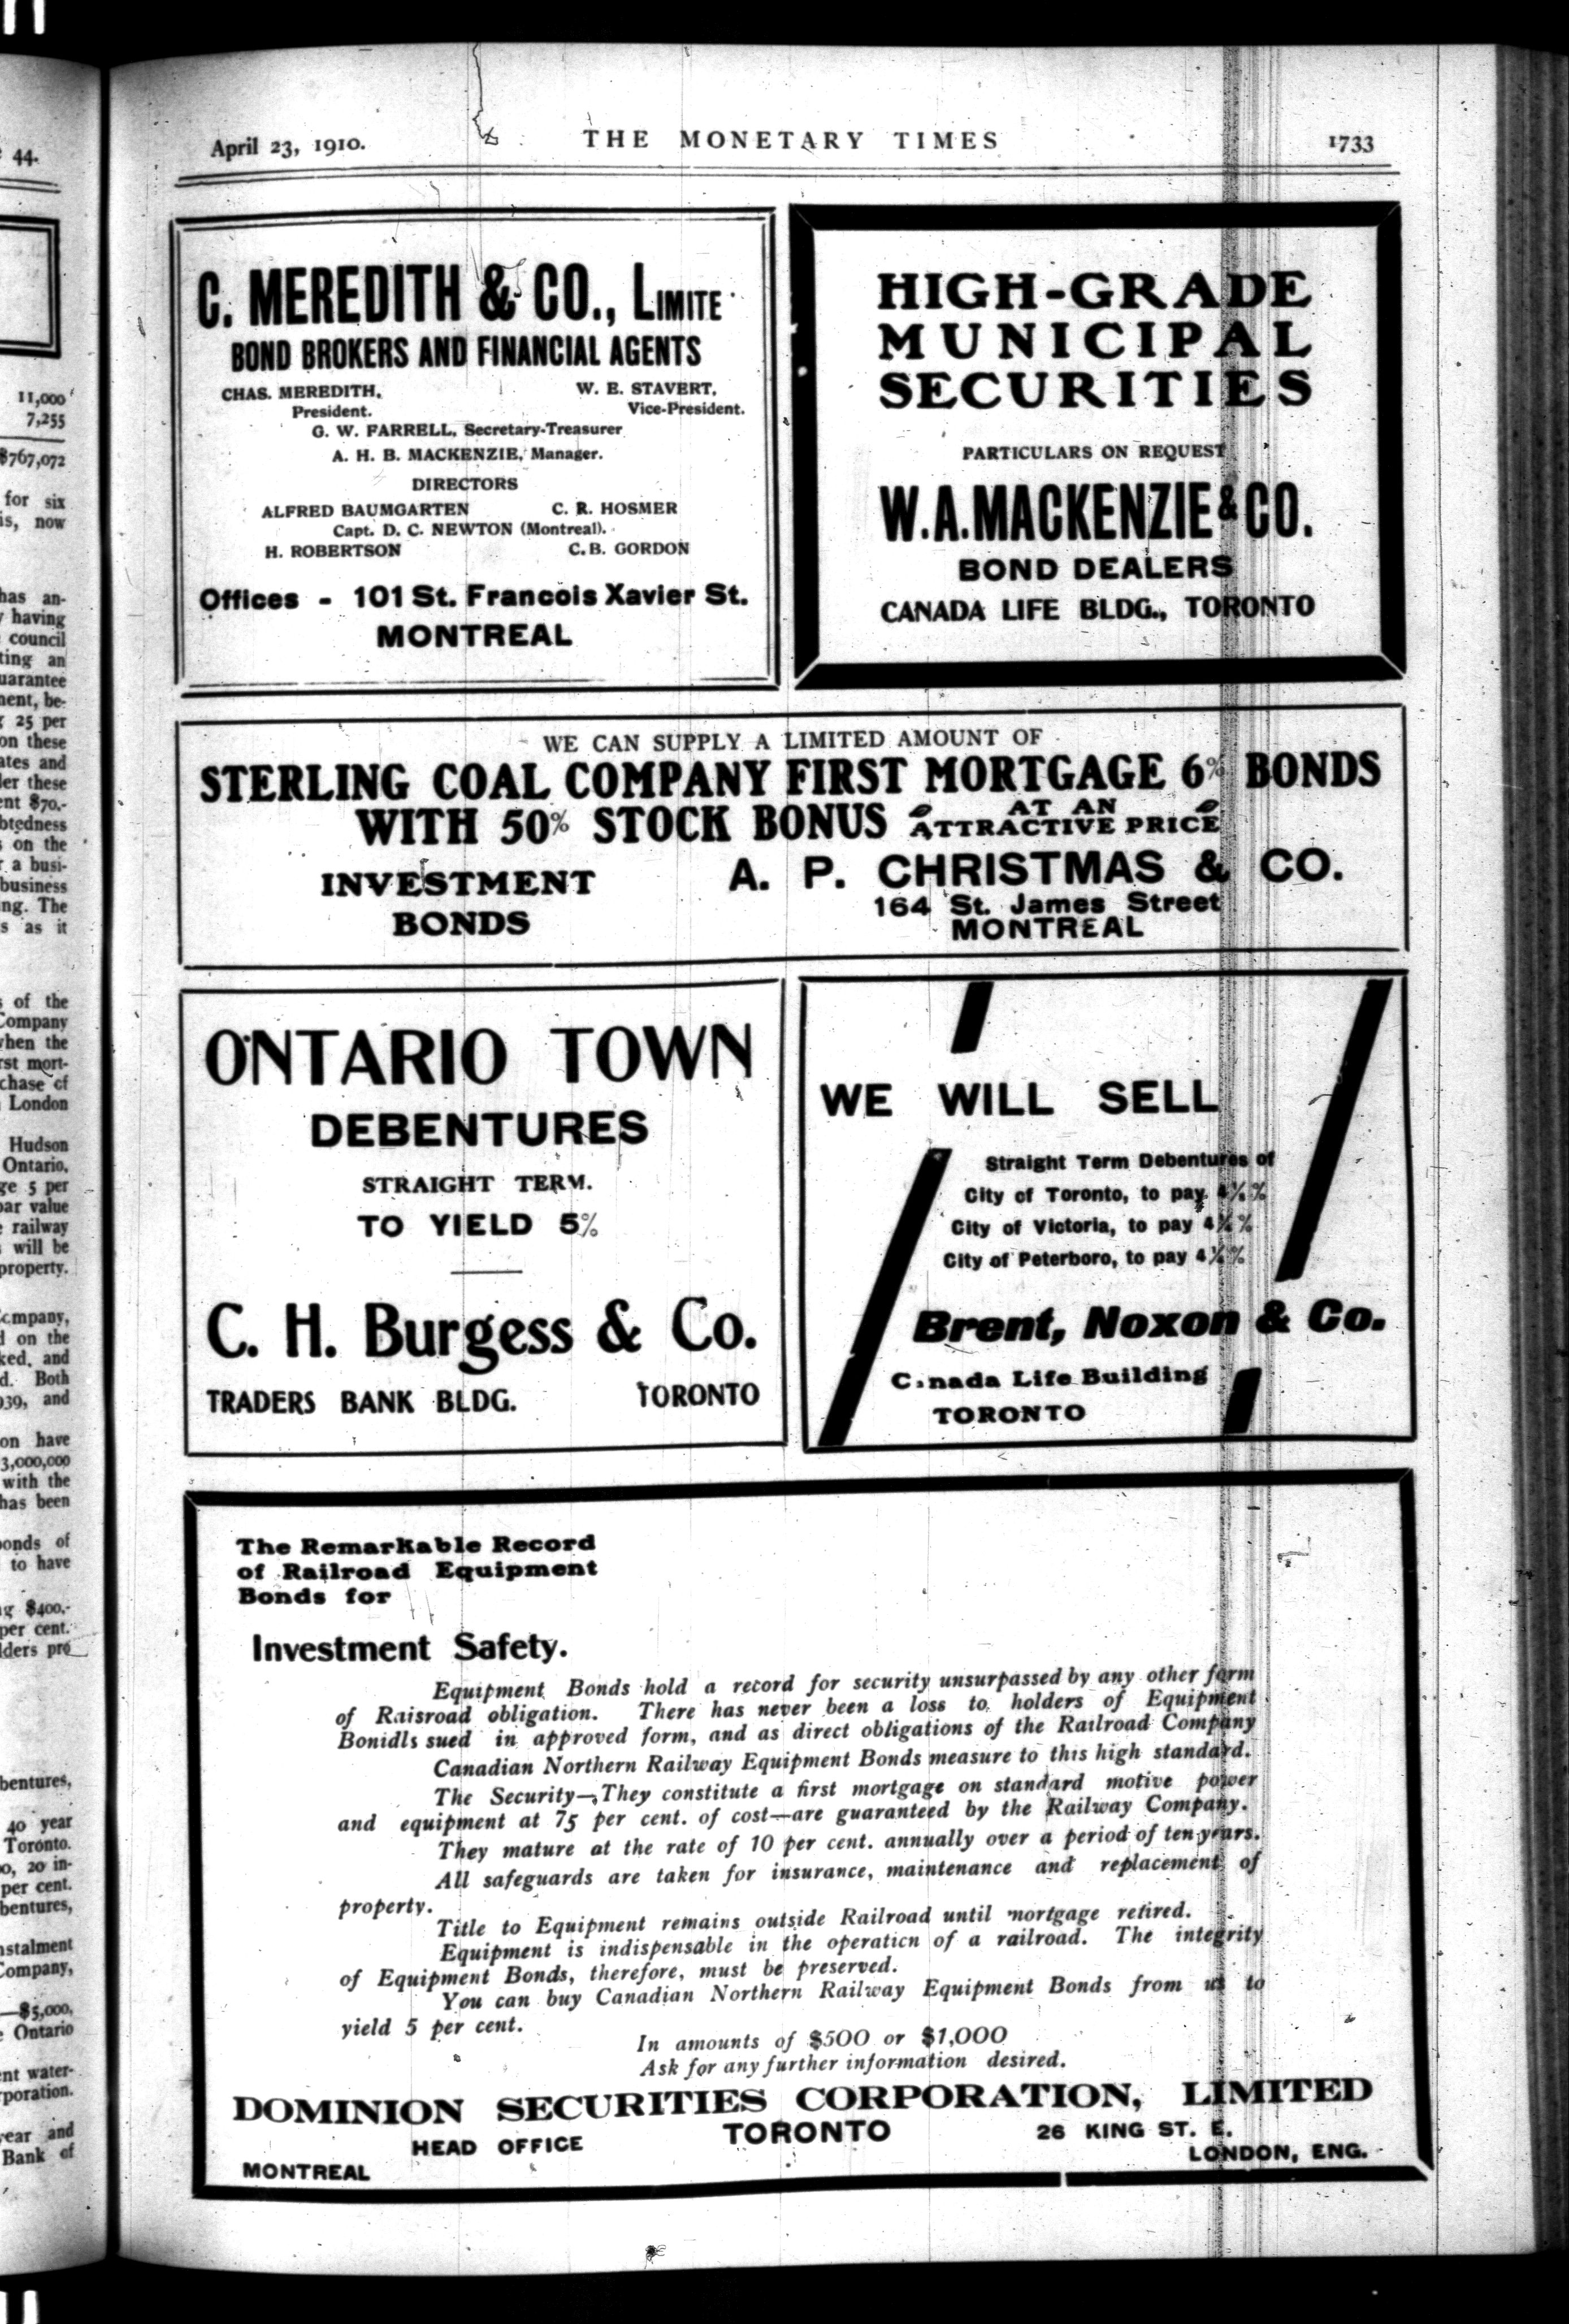 April 23, 1910.
THE MONETARY TIMES
1733
C. MEREDITH & CO., LIMITE
BOND BROKERS AND FINANCIAL AGENTS
CHAS. MEREDITH, W. E. STAVERT,
President. Vice-President.
G. W. FARRELL, Secretary-Treasurer
A. H. B. MACKENZIE, Manager.
DIRECTORS
ALFRED BAUMGARTEN C. R. HOSMER
Capt. D. C. NEWTON (Montreal).
H. ROBERTSON C. B. GORDON
Offices - 101 St. Francois Xavier St.
MONTREAL
HIGH-GRADE
MUNICIPAL
SECURITIES
PARTICULARS ON REQUEST
W. A. MACKENZIE & CO.
BOND DEALERS
CANADA LIFE BLDG., TORONTO
WE CAN SUPPLY A LIMITED AMOUNT OF
STERLING COAL COMPANY FIRST MORTGAGE 6% BONDS
WITH 50% STOCK BONUS AT AN ATTRACTIVE PRICE
INVESTMENT
BONDS
A. P. CHRISTMAS & CO.
164 St. James Street
MONTREAL
ONTARIO TOWN
DEBENTURES
STRAIGHT TERM.
TO YIELD 5%
C. H. Burgess & Co.
TRADERS BANK BLDG. TORONTO
WE WILL SELL
Straight Term Debentures of
City of Toronto, to pay
City of Victoria, to pay
City of Peterboro, to pay
Brent, Noxon & Co.
Canada Life Building
TORONTO
The Remarkable Record
of Railroad Equipment
Bonds for
Investment Safety.
Equipment Bonds hold a record for security unsurpassed by any other form
of Raisroad obligation. There has never been a loss to holders of Equipment
Bonidls sued in approved form, and as direct obligations of the Railroad Company
Canadian Northern Railway Equipment Bonds measure to this high standard.
The Security—They constitute a first mortgage on standard motive power
and equipment at 75 per cent. of cost—are guaranteed by the Railway Company.
They mature at the rate of 10 per cent. annually over a period of ten years.
All safeguards are taken for insurance, maintenance and replacement of
property.
Title to Equipment remains outside Railroad until mortgage retired.
Equipment is indispensable in the operation of a railroad. The integrity
of Equipment Bonds, therefore, must be preserved.
You can buy Canadian Northern Railway Equipment Bonds from us to
yield 5 per cent.
In amounts of $500 or $1,000
Ask for any further information desired.
DOMINION SECURITIES CORPORATION, LIMITED
HEAD OFFICE TORONTO 26 KING ST. E.
MONTREAL LONDON, ENG.